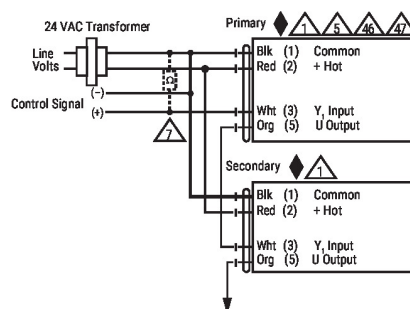 24 VAC Transformer
Primary 1 5 46 47
Line
Volts
Blk (1) Common
Red (2) + Hot
(–)
Control Signal
(+)
Ω
Wht (3) Y1 Input
Org (5) U Output
7
Secondary 1
Blk (1) Common
Red (2) + Hot
Wht (3) Y1 Input
Org (5) U Output